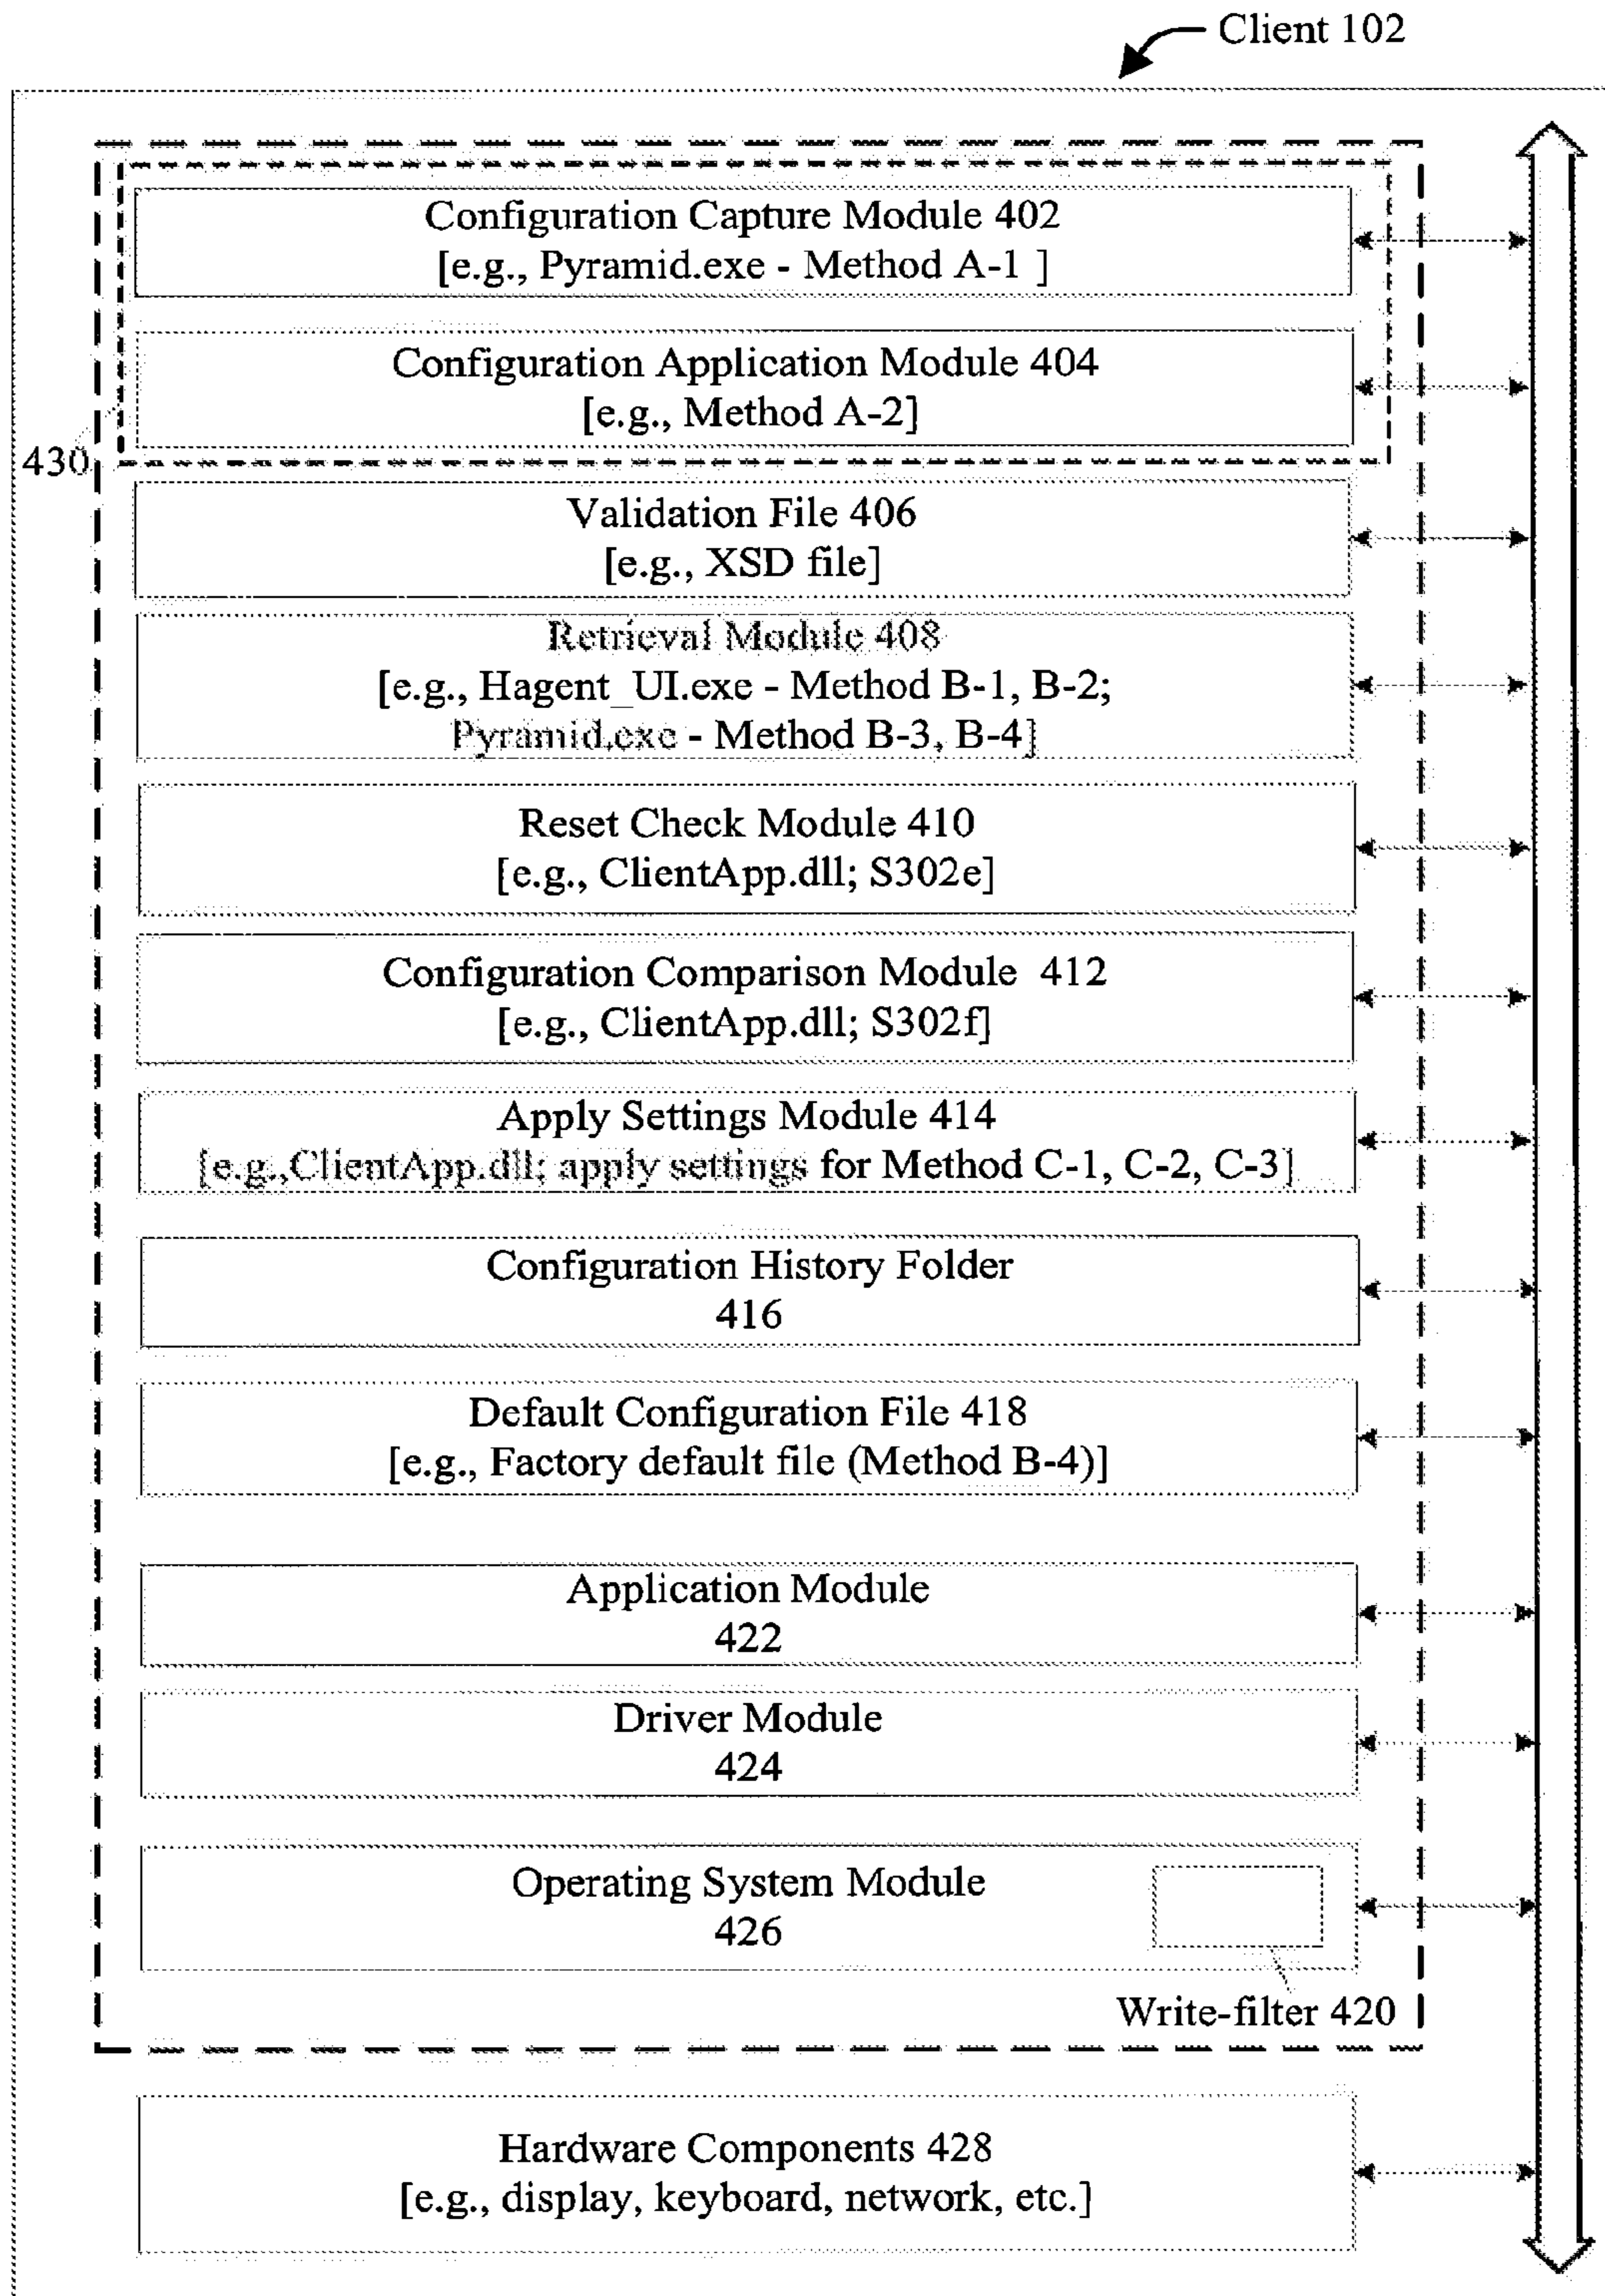 Client 102
Configuration Capture Module 402
[e.g., Pyramid.exe - Method A-1 ]
Configuration Application Module 404
[e.g., Method A-2]
430
Validation File 406
[e.g., XSD file]
Retrieval Module 408
[e.g., Hagent_UI.exe - Method B-1, B-2;
Pyramid.exe - Method B-3, B-4]
Reset Check Module 410
[e.g., ClientApp.dll; S302e]
Configuration Comparison Module 412
[e.g., ClientApp.dll; S302f]
Apply Settings Module 414
[e.g.,ClientApp.dll; apply settings for Method C-1, C-2, C-3]
Configuration History Folder
416
Default Configuration File 418
[e.g., Factory default file (Method B-4)]
Application Module
422
Driver Module
424
Operating System Module
426
Write-filter 420
Hardware Components 428
[e.g., display, keyboard, network, etc.]